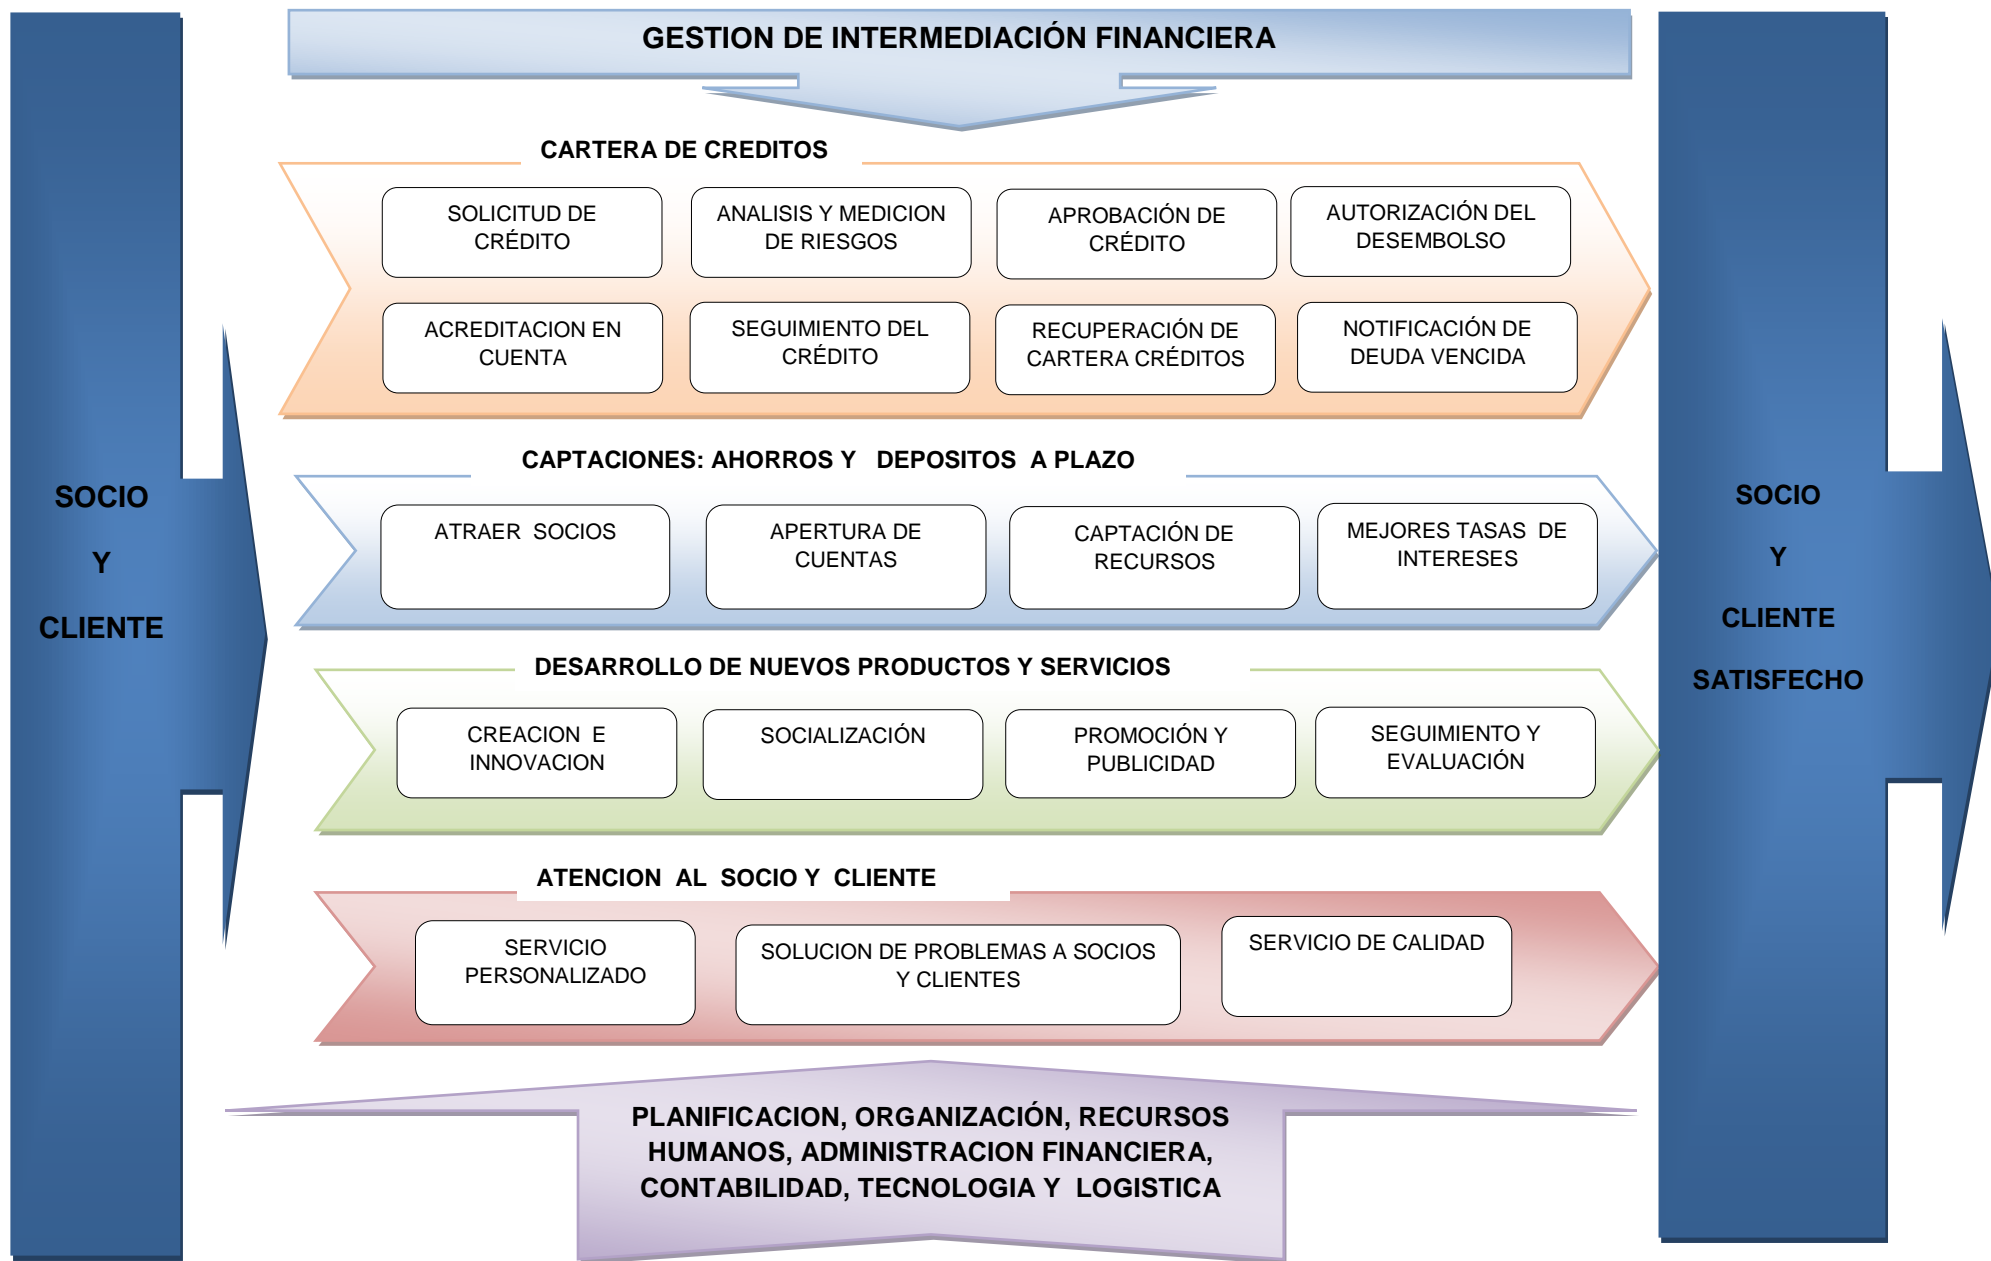 GESTION DE INTERMEDIACIÓN FINANCIERA
SOCIO
Y
CLIENTE
CARTERA DE CREDITOS
SOLICITUD DE
CRÉDITO
ANALISIS Y MEDICION
DE RIESGOS
APROBACIÓN DE
CRÉDITO
AUTORIZACIÓN DEL
DESEMBOLSO
ACREDITACION EN
CUENTA
SEGUIMIENTO DEL
CRÉDITO
RECUPERACIÓN DE
CARTERA CRÉDITOS
NOTIFICACIÓN DE
DEUDA VENCIDA
CAPTACIONES: AHORROS Y DEPOSITOS A PLAZO
ATRAER SOCIOS
APERTURA DE
CUENTAS
CAPTACIÓN DE
RECURSOS
MEJORES TASAS DE
INTERESES
DESARROLLO DE NUEVOS PRODUCTOS Y SERVICIOS
CREACION E
INNOVACION
SOCIALIZACIÓN
PROMOCIÓN Y
PUBLICIDAD
SEGUIMIENTO Y
EVALUACIÓN
ATENCION AL SOCIO Y CLIENTE
SERVICIO
PERSONALIZADO
SOLUCION DE PROBLEMAS A SOCIOS
Y CLIENTES
SERVICIO DE CALIDAD
PLANIFICACION, ORGANIZACIÓN, RECURSOS
HUMANOS, ADMINISTRACION FINANCIERA,
CONTABILIDAD, TECNOLOGIA Y LOGISTICA
SOCIO
Y
CLIENTE
SATISFECHO